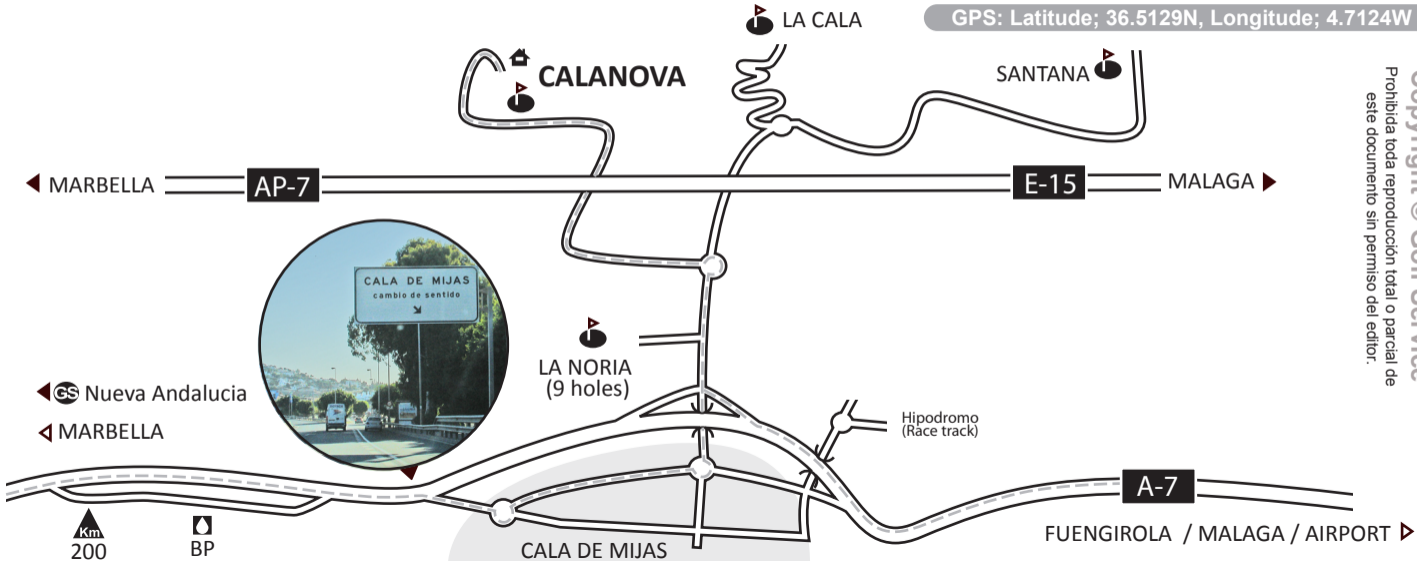 GPS: Latitude; 36.5129N, Longitude; 4.7124W
LA CALA
CALANOVA
SANTANA
Prohibida toda reproducción total o parcial de
este documento sin permiso del editor.
MARBELLA
AP-7
E-15
MALAGA
CALA DE MIJAS
cambio de sentido
LA NORIA
(9 holes)
GS Nueva Andalucia
MARBELLA
Hipodromo
(Race track)
A-7
Km
200
BP
CALA DE MIJAS
FUENGIROLA / MALAGA / AIRPORT